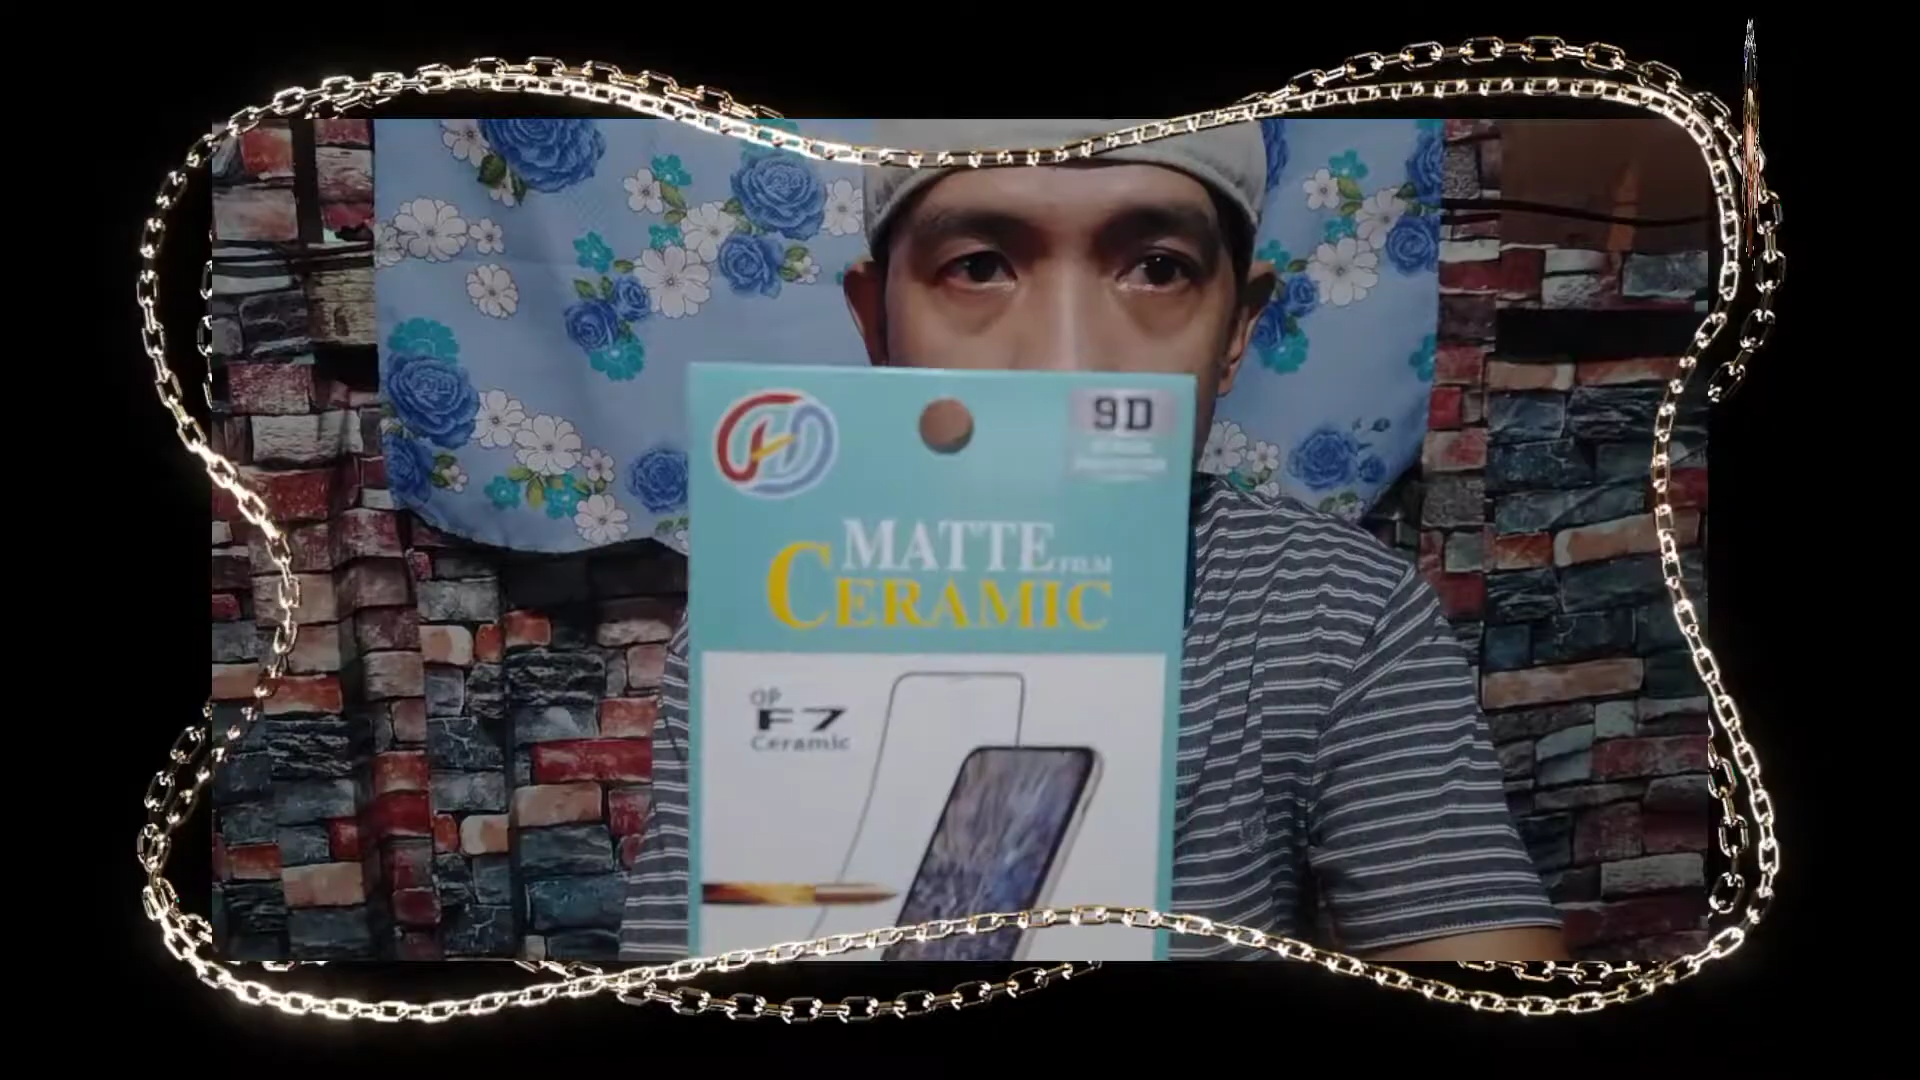 9D
MATTE FILM
CERAMIC
OP
F7
Ceramic